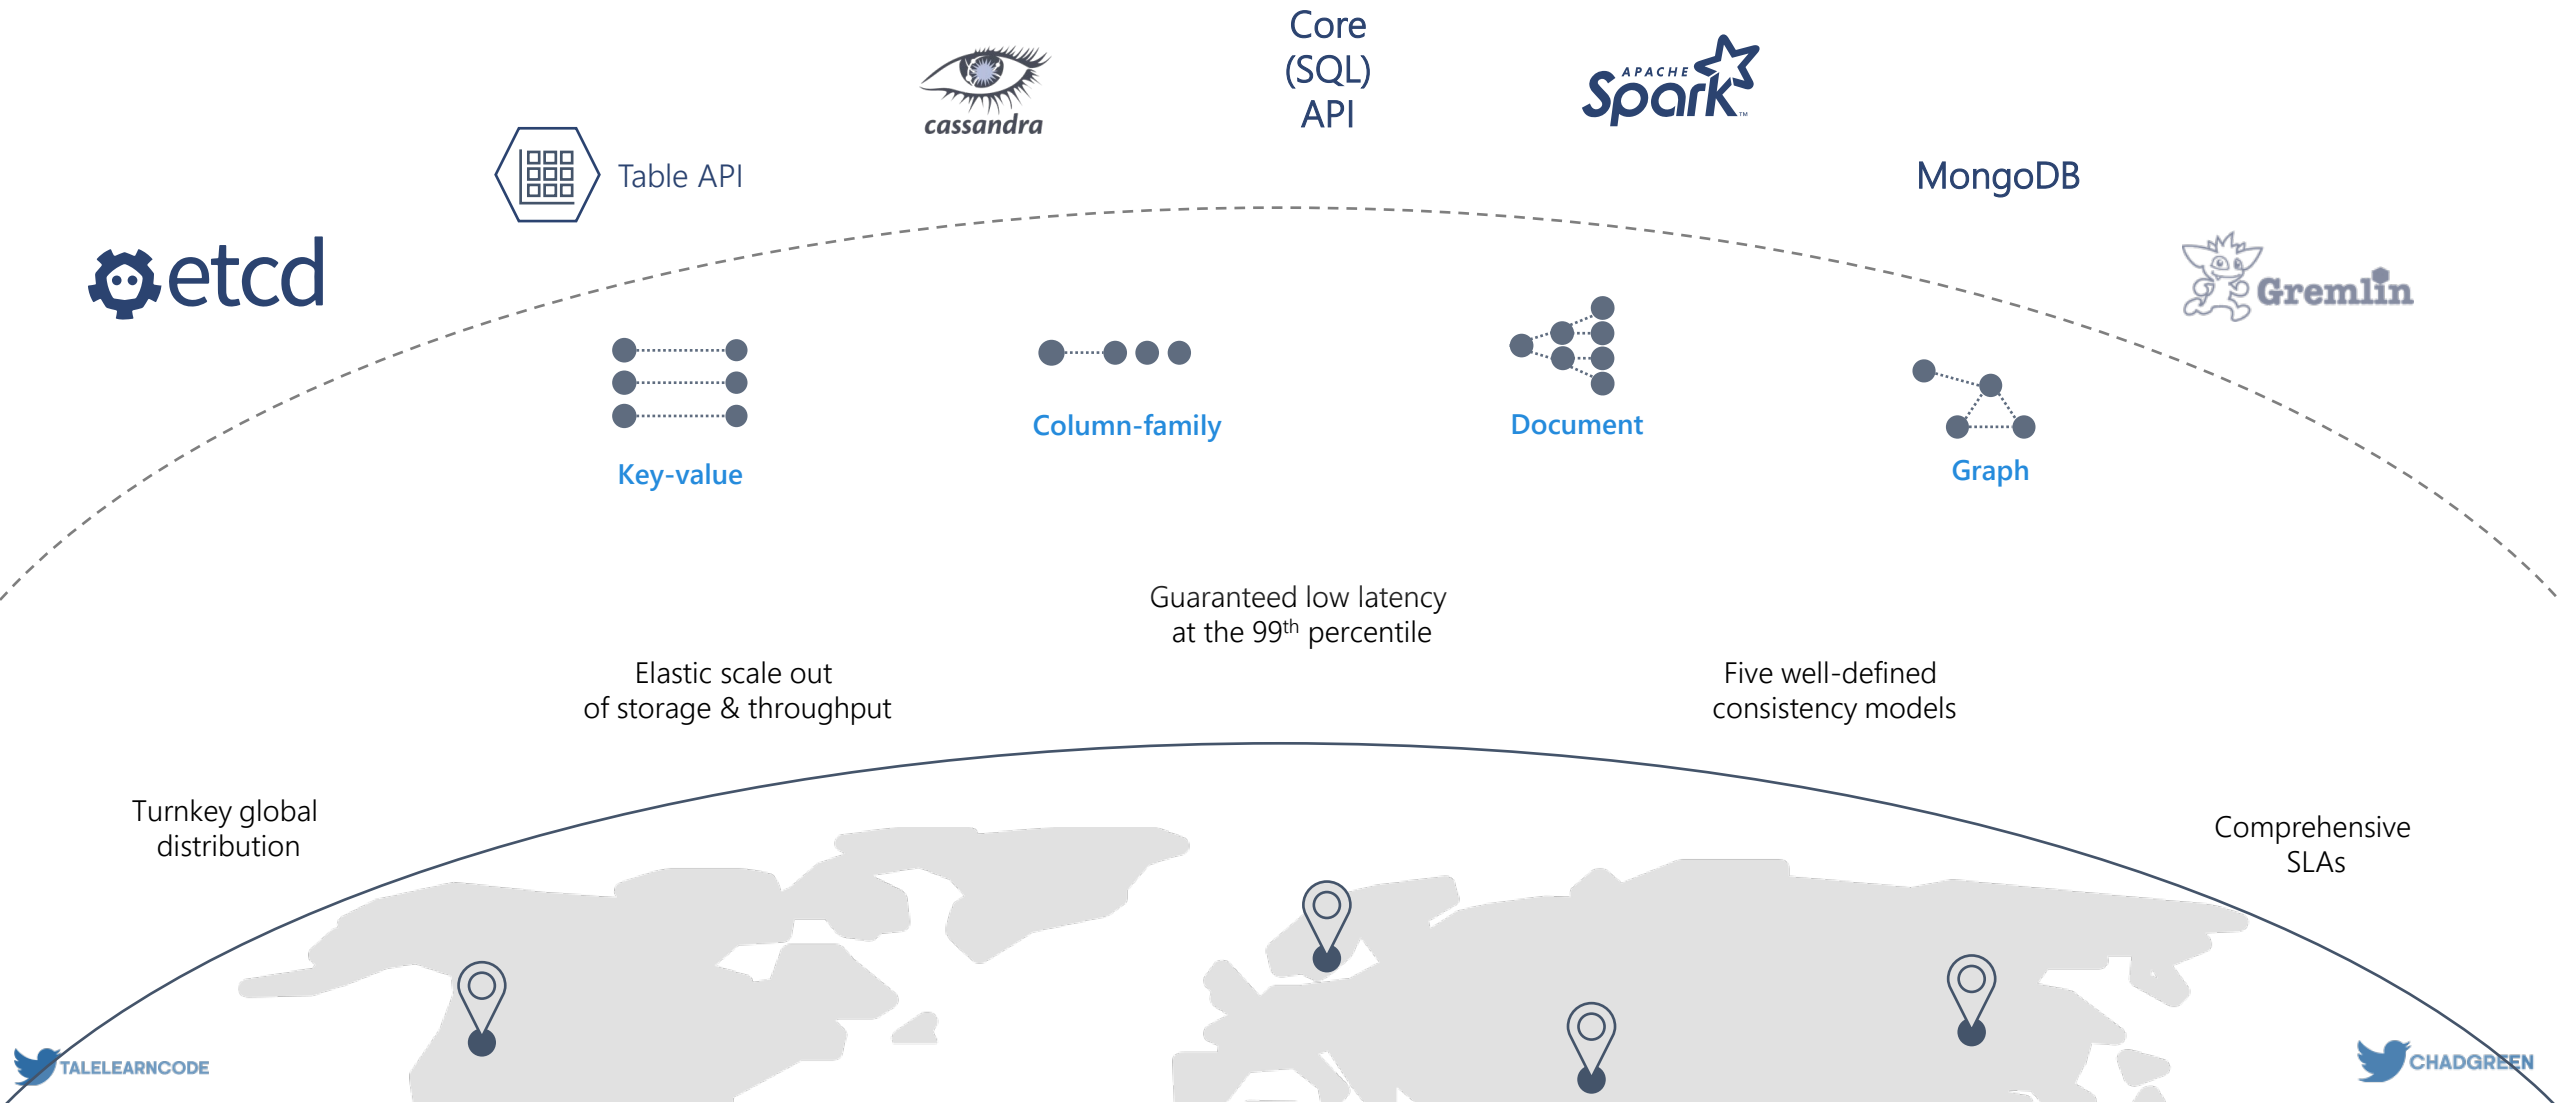 Core
(SQL)
API
APACHE
Spark™
cassandra
Table API
MongoDB
etcd
Gremlin
Key-value
Column-family
Document
Graph
Guaranteed low latency
at the 99th percentile
Elastic scale out
of storage & throughput
Five well-defined
consistency models
Turnkey global
distribution
Comprehensive
SLAs
TALELEARNCODE
CHADGREEN